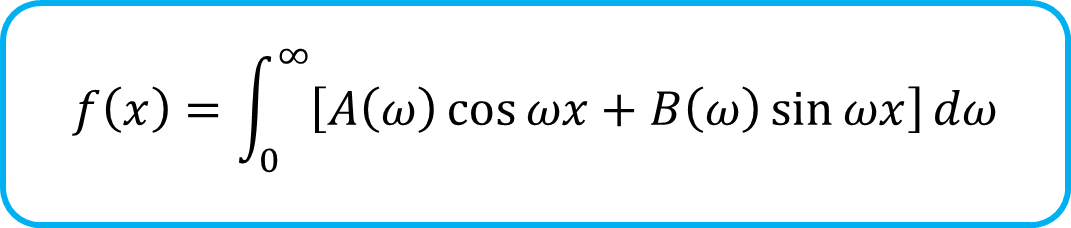 f(x) = ∫₀^∞ [A(ω) cos ωx + B(ω) sin ωx] dω